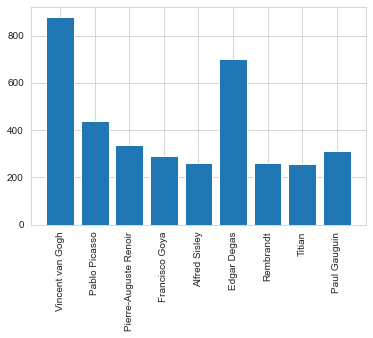 800
600
400
200
0
Vincent van Gogh
Pablo Picasso
Pierre-Auguste Renoir
Francisco Goya
Alfred Sisley
Edgar Degas
Rembrandt
Titian
Paul Gauguin